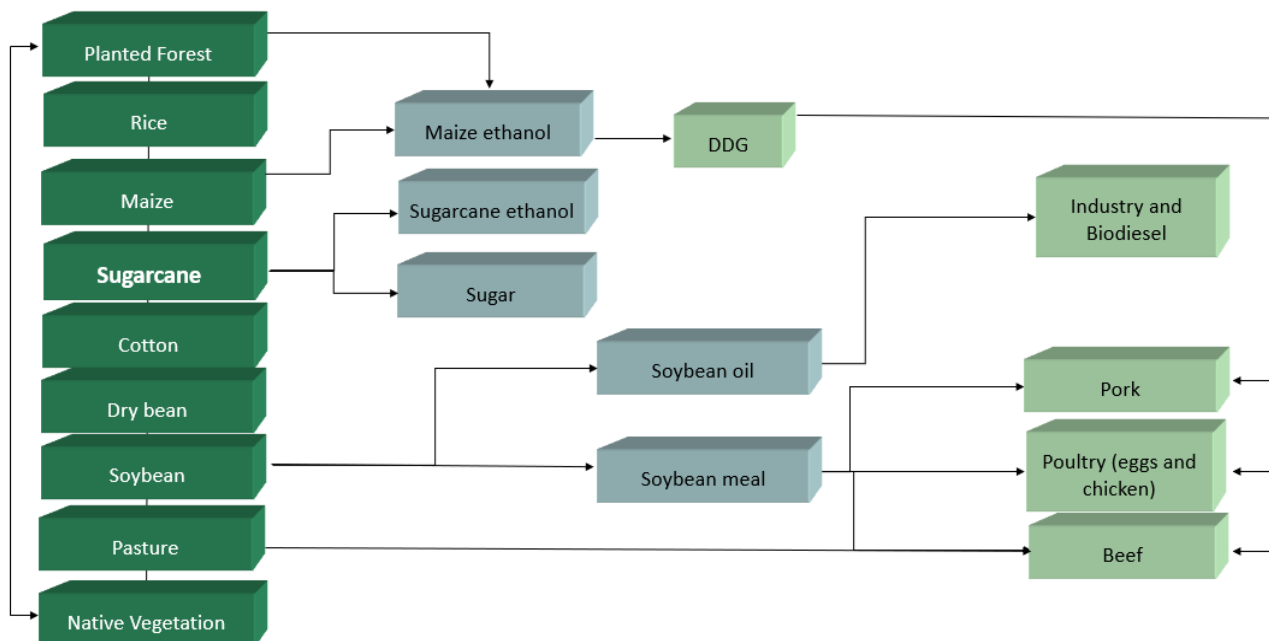 Planted Forest
Rice
Maize
Sugarcane
Cotton
Dry bean
Soybean
Pasture
Native Vegetation
Maize ethanol
Sugarcane ethanol
Sugar
Soybean oil
Soybean meal
DDG
Industry and
Biodiesel
Pork
Poultry (eggs and
chicken)
Beef